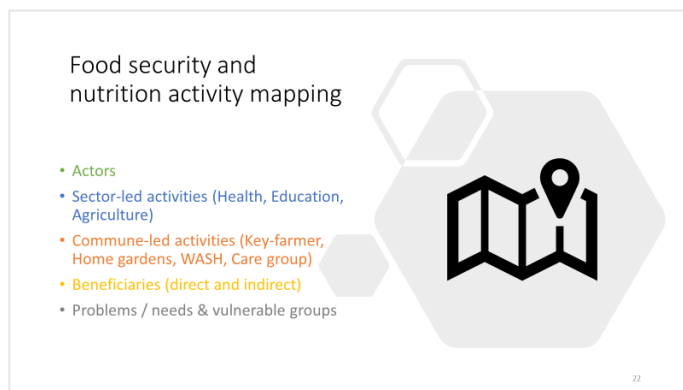 Food security and
nutrition activity mapping
• Actors
• Sector-led activities (Health, Education,
Agriculture)
• Commune-led activities (Key-farmer,
Home gardens, WASH, Care group)
• Beneficiaries (direct and indirect)
• Problems / needs & vulnerable groups
22